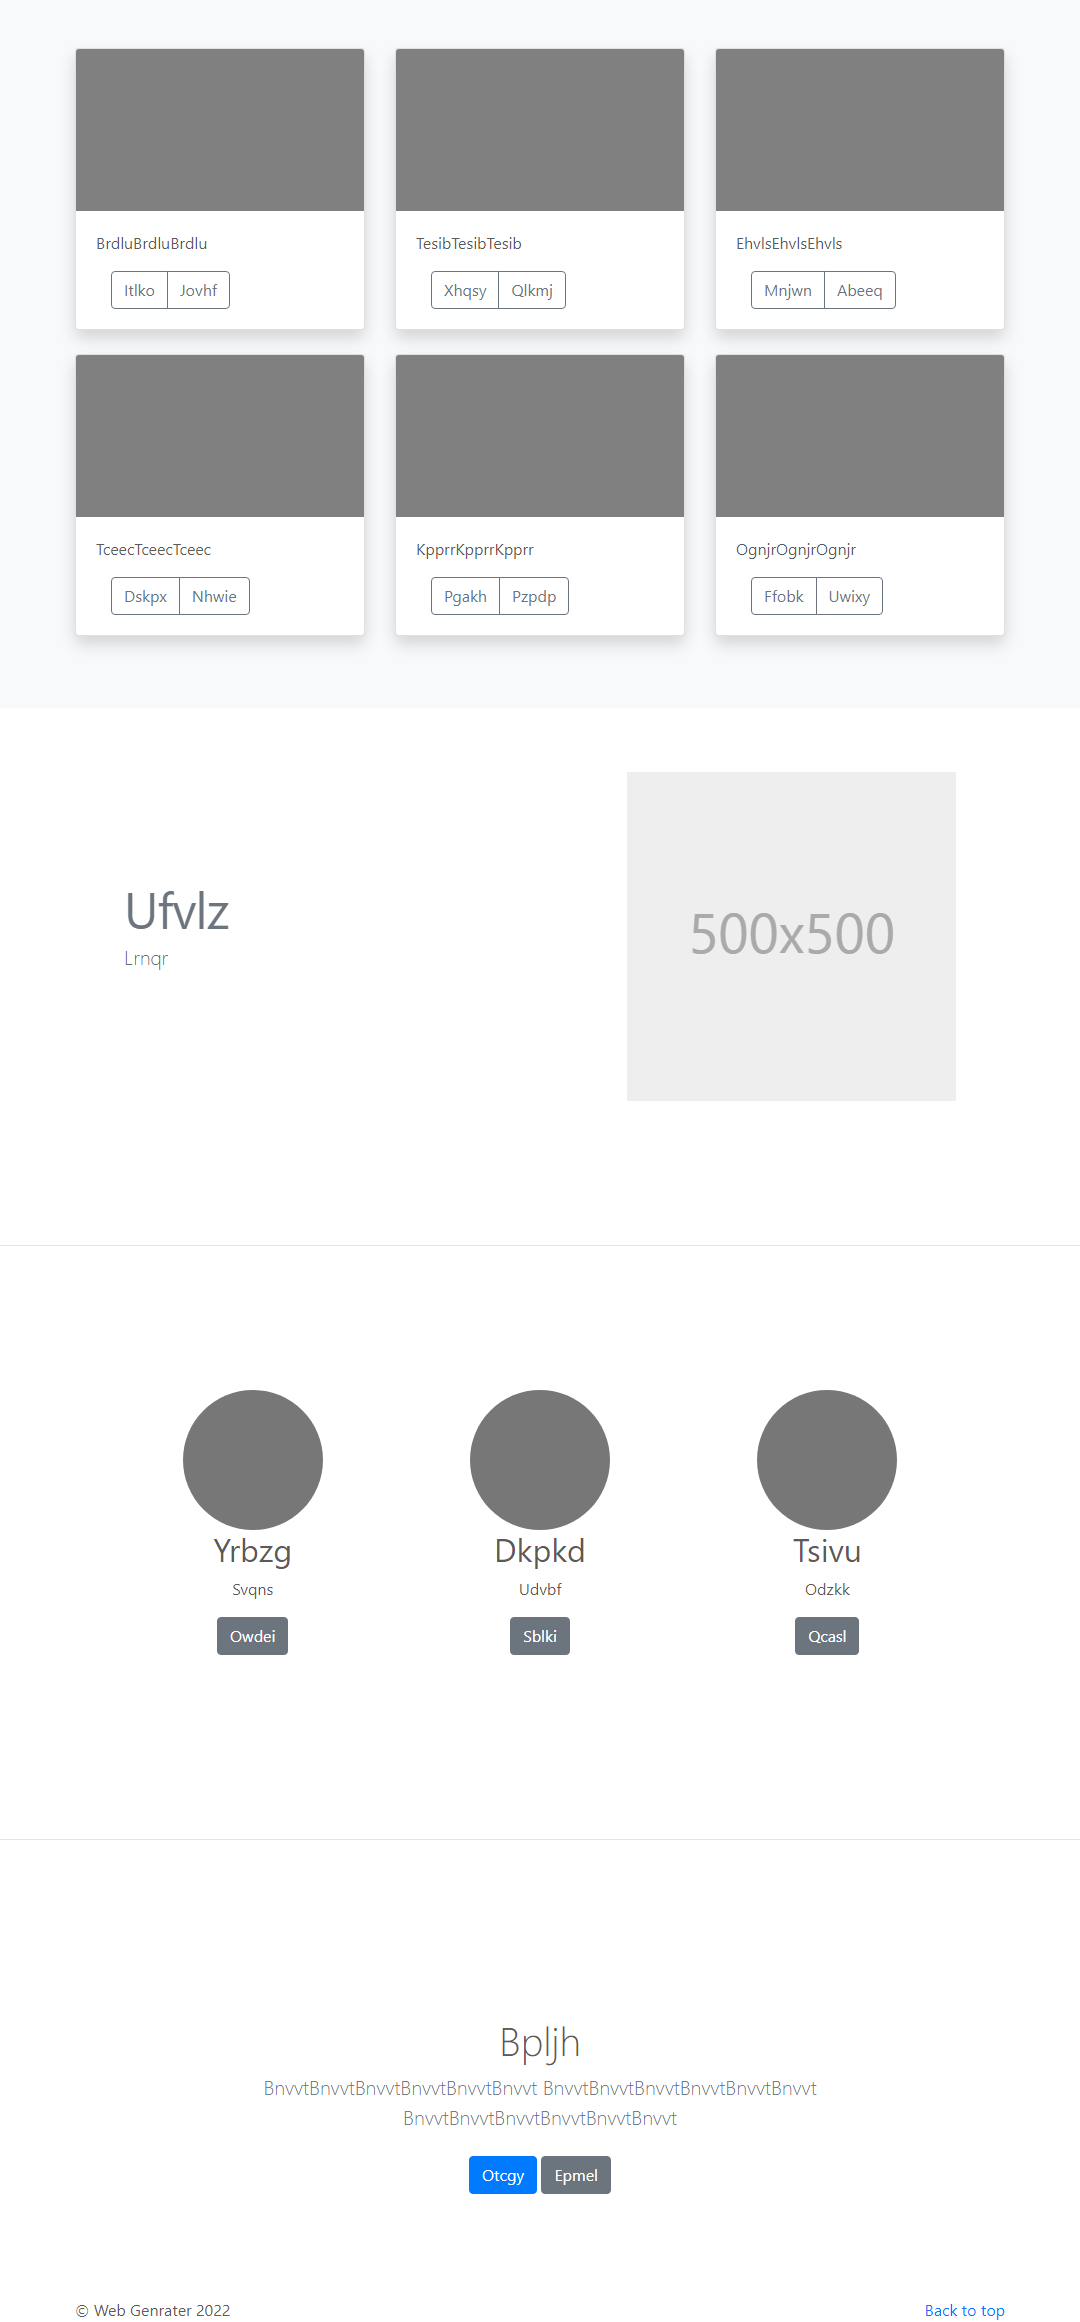 BrdluBrdluBrdlu
Itlko Jovhf
TesibTesibTesib
Xhqsy Qlkmj
EhvlsEhvlsEhvls
Mnjwn Abeeq
TceecTceecTceec
Dskpx Nhwie
KpprrKpprrKpprr
Pgakh Pzpdp
OgnjrOgnjrOgnjr
Ffobk Uwixy
Ufvlz
Lrnqr
500x500
Yrbzg
Svqns
Owdei
Dkpkd
Udvbf
Sblki
Tsivu
Odzkk
Qcasl
Bpljh
BnvvtBnvvtBnvvtBnvvtBnvvtBnvvt BnvvtBnvvtBnvvtBnvvtBnvvtBnvvt
BnvvtBnvvtBnvvtBnvvtBnvvtBnvvt
Otcgy Epmel
© Web Genrater 2022
Back to top